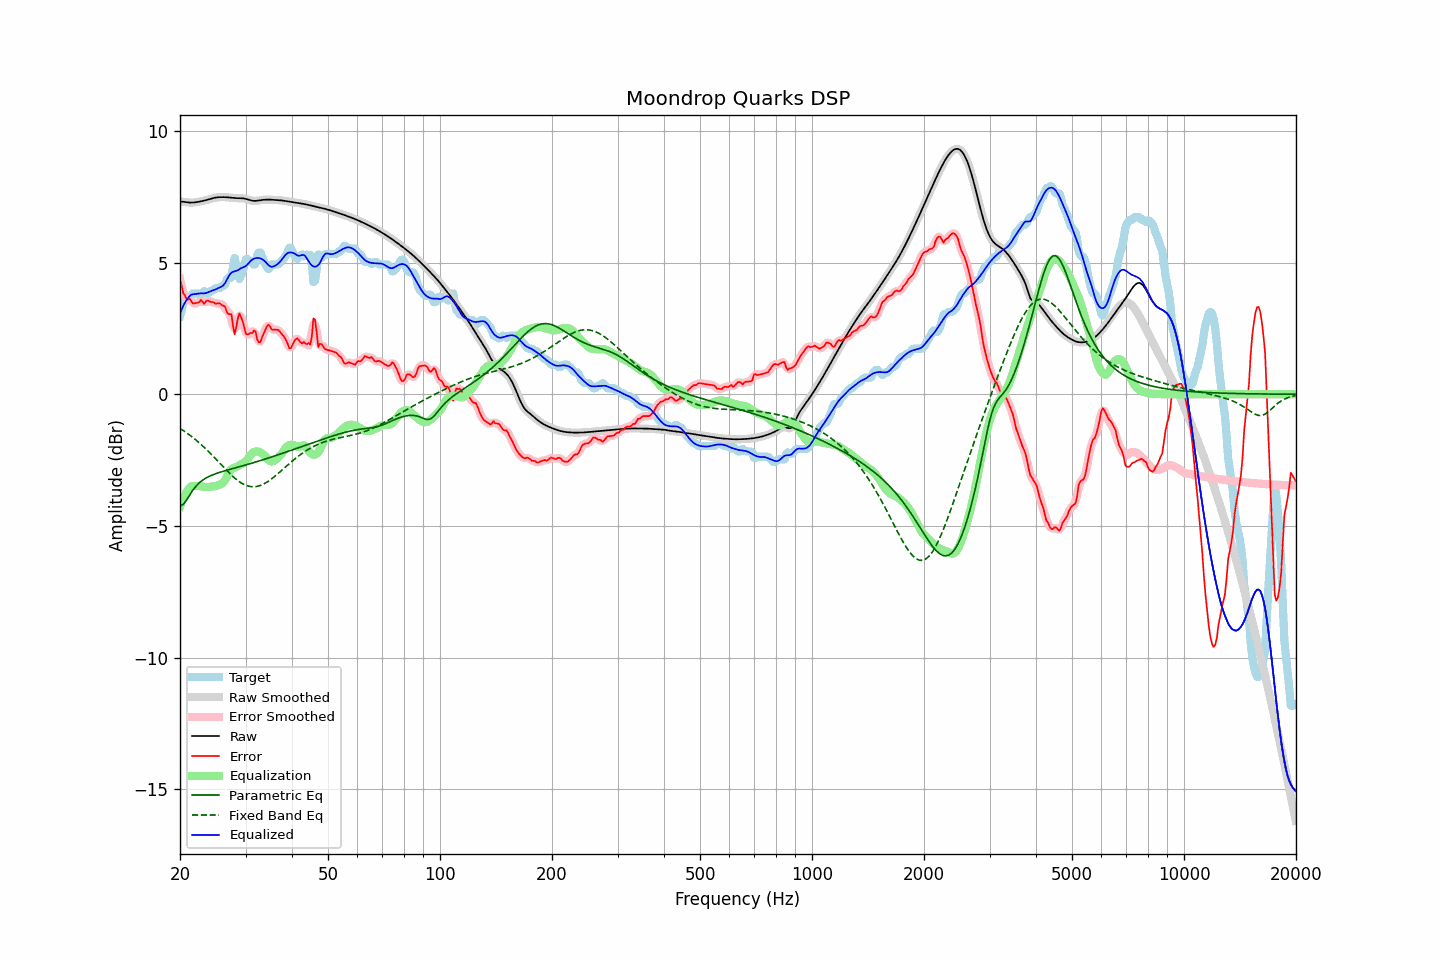 Moondrop Quarks DSP
10
5
0
−5
−10
−15
Amplitude (dBr)
Target
Raw Smoothed
Error Smoothed
Raw
Error
Equalization
Parametric Eq
Fixed Band Eq
Equalized
20 50 100 200 500 1000 2000 5000 10000 20000
Frequency (Hz)